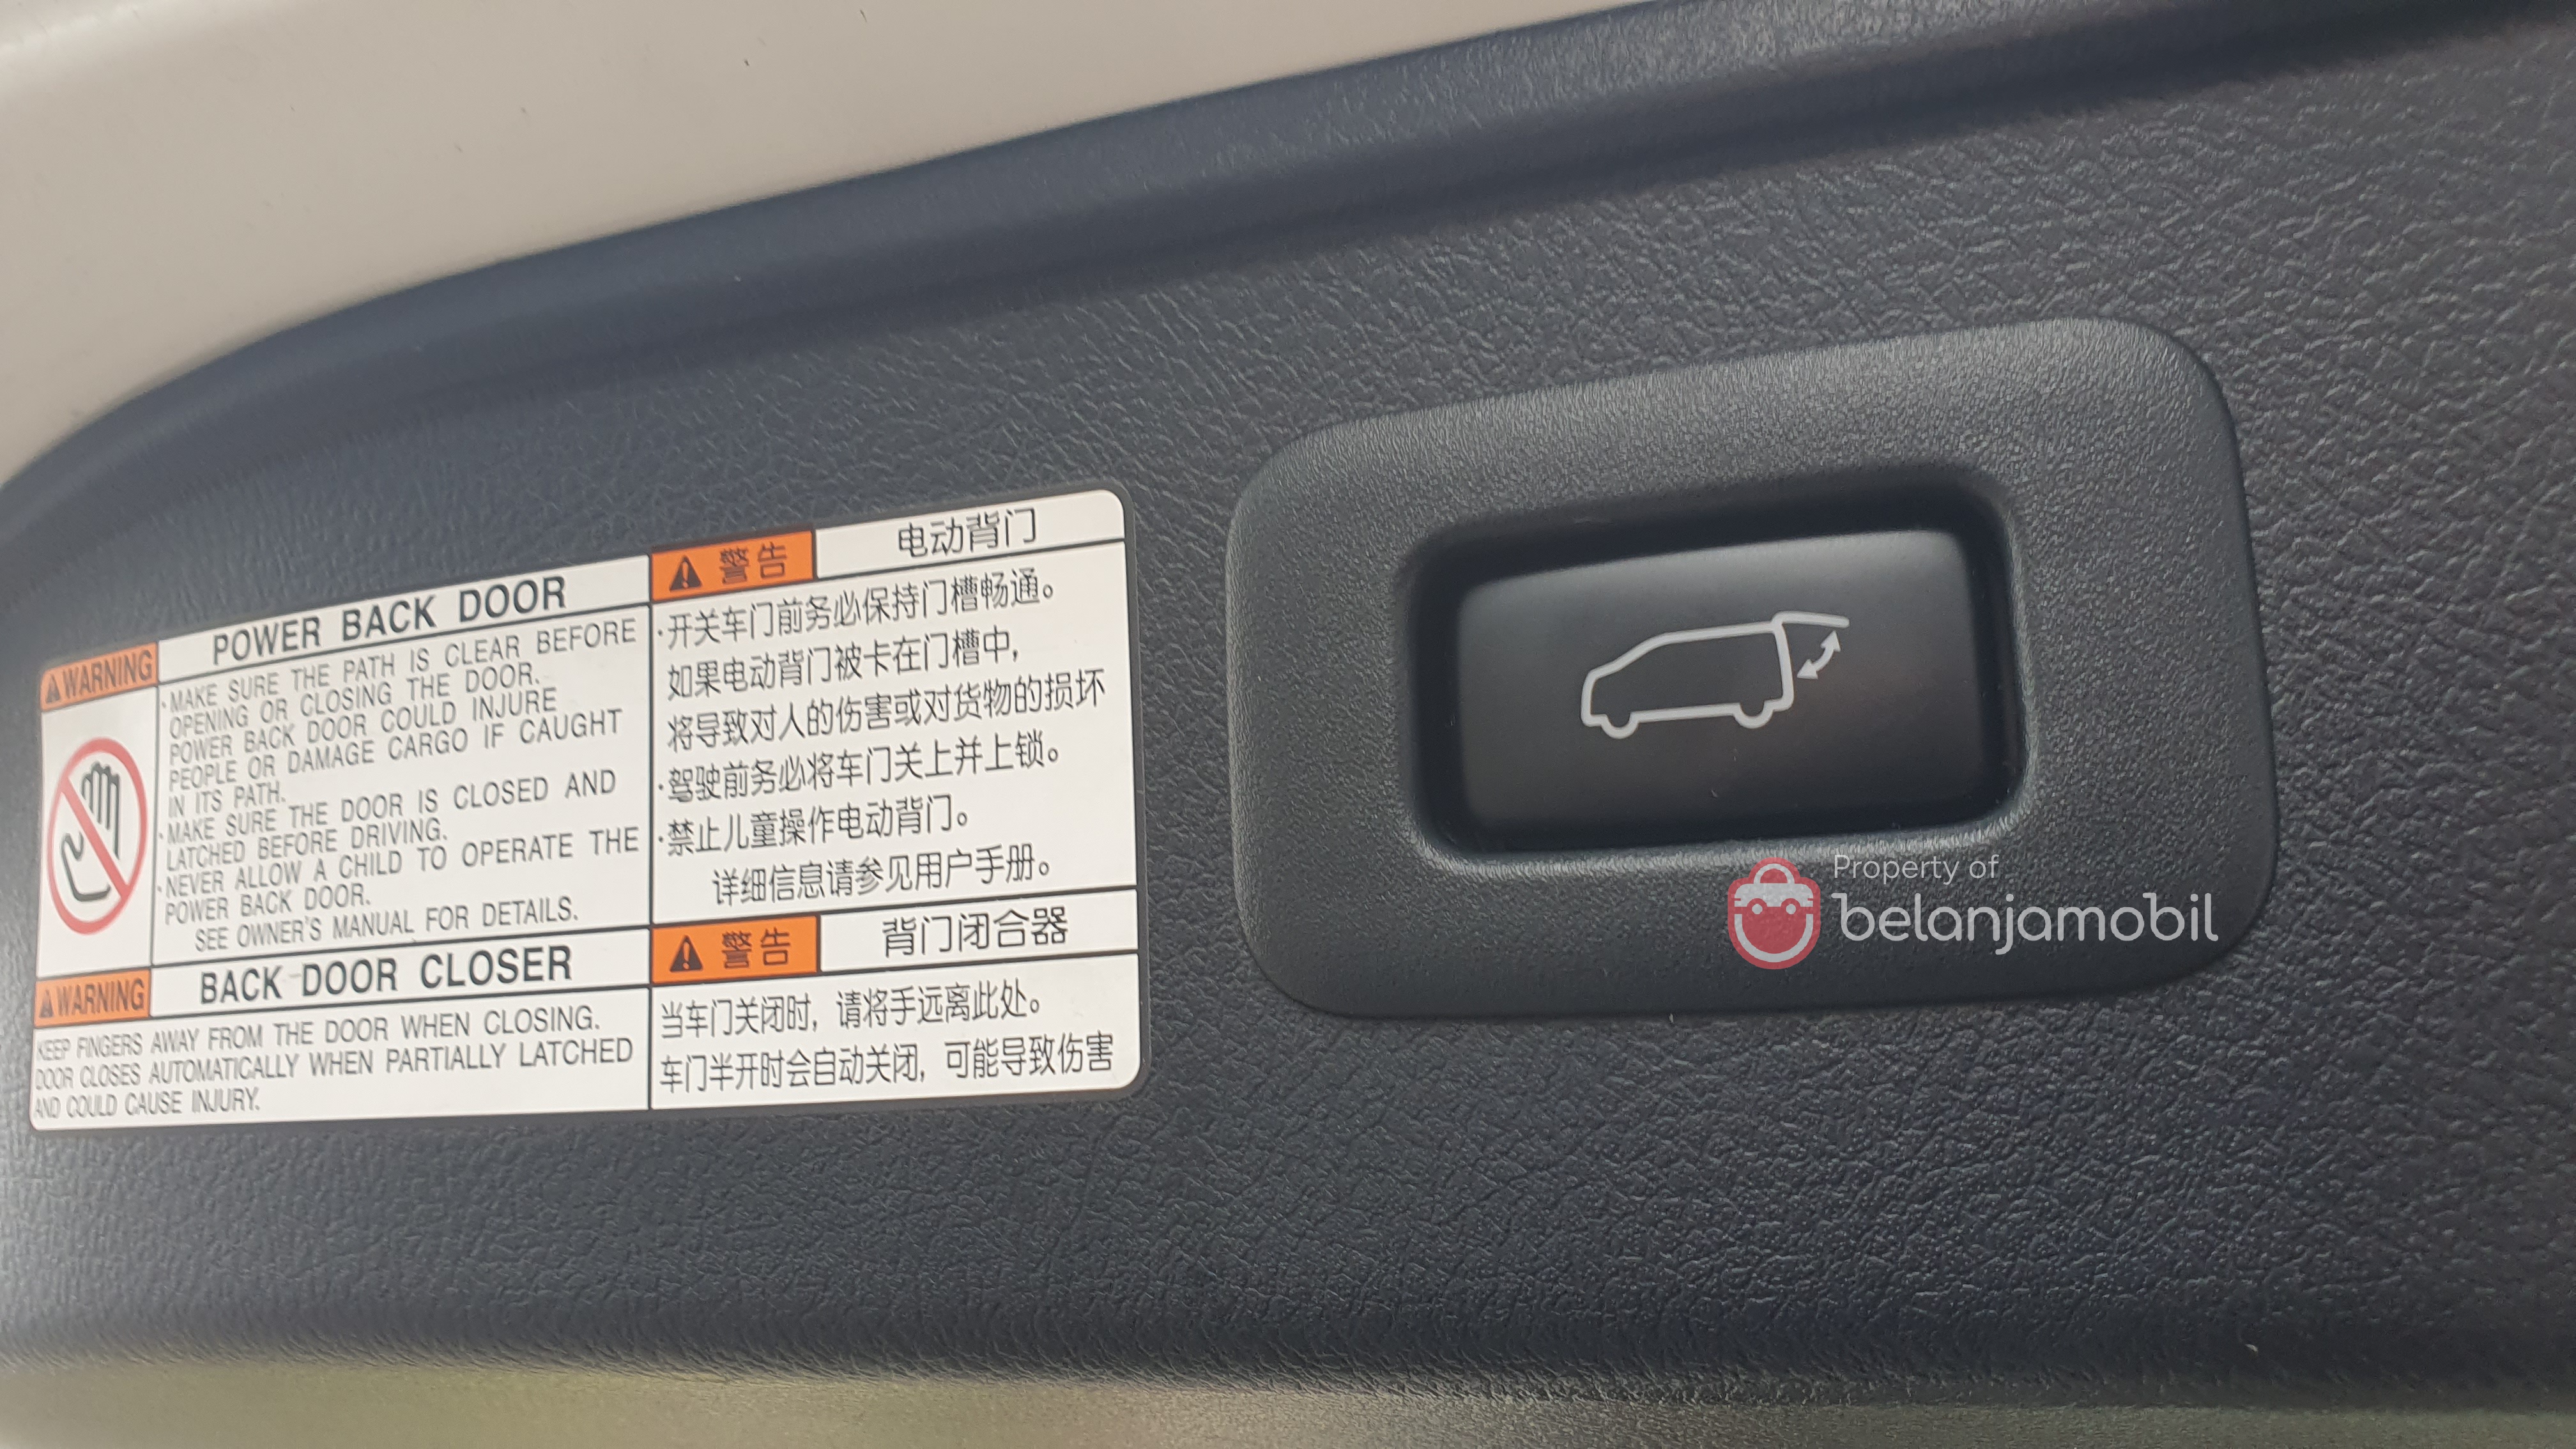 WARNING
POWER BACK DOOR
·MAKE SURE THE PATH IS CLEAR BEFORE
OPENING OR CLOSING THE DOOR.
POWER BACK DOOR COULD INJURE
PEOPLE OR DAMAGE CARGO IF CAUGHT
IN ITS PATH.
·MAKE SURE THE DOOR IS CLOSED AND
LATCHED BEFORE DRIVING.
·NEVER ALLOW A CHILD TO OPERATE THE
POWER BACK DOOR.
SEE OWNER'S MANUAL FOR DETAILS.
WARNING
BACK DOOR CLOSER
KEEP FINGERS AWAY FROM THE DOOR WHEN CLOSING.
DOOR CLOSES AUTOMATICALLY WHEN PARTIALLY LATCHED
AND COULD CAUSE INJURY.
警告
电动背门
·开关车门前务必保持门槽畅通。
如果电动背门被卡在门槽中，
将导致对人的伤害或对货物的损坏
·驾驶前务必将车门关上并上锁。
·禁止儿童操作电动背门。
详细信息请参见用户手册。
警告
背门闭合器
当车门关闭时，请将手远离此处。
车门半开时会自动关闭，可能导致伤害
Property of
belanjamobil